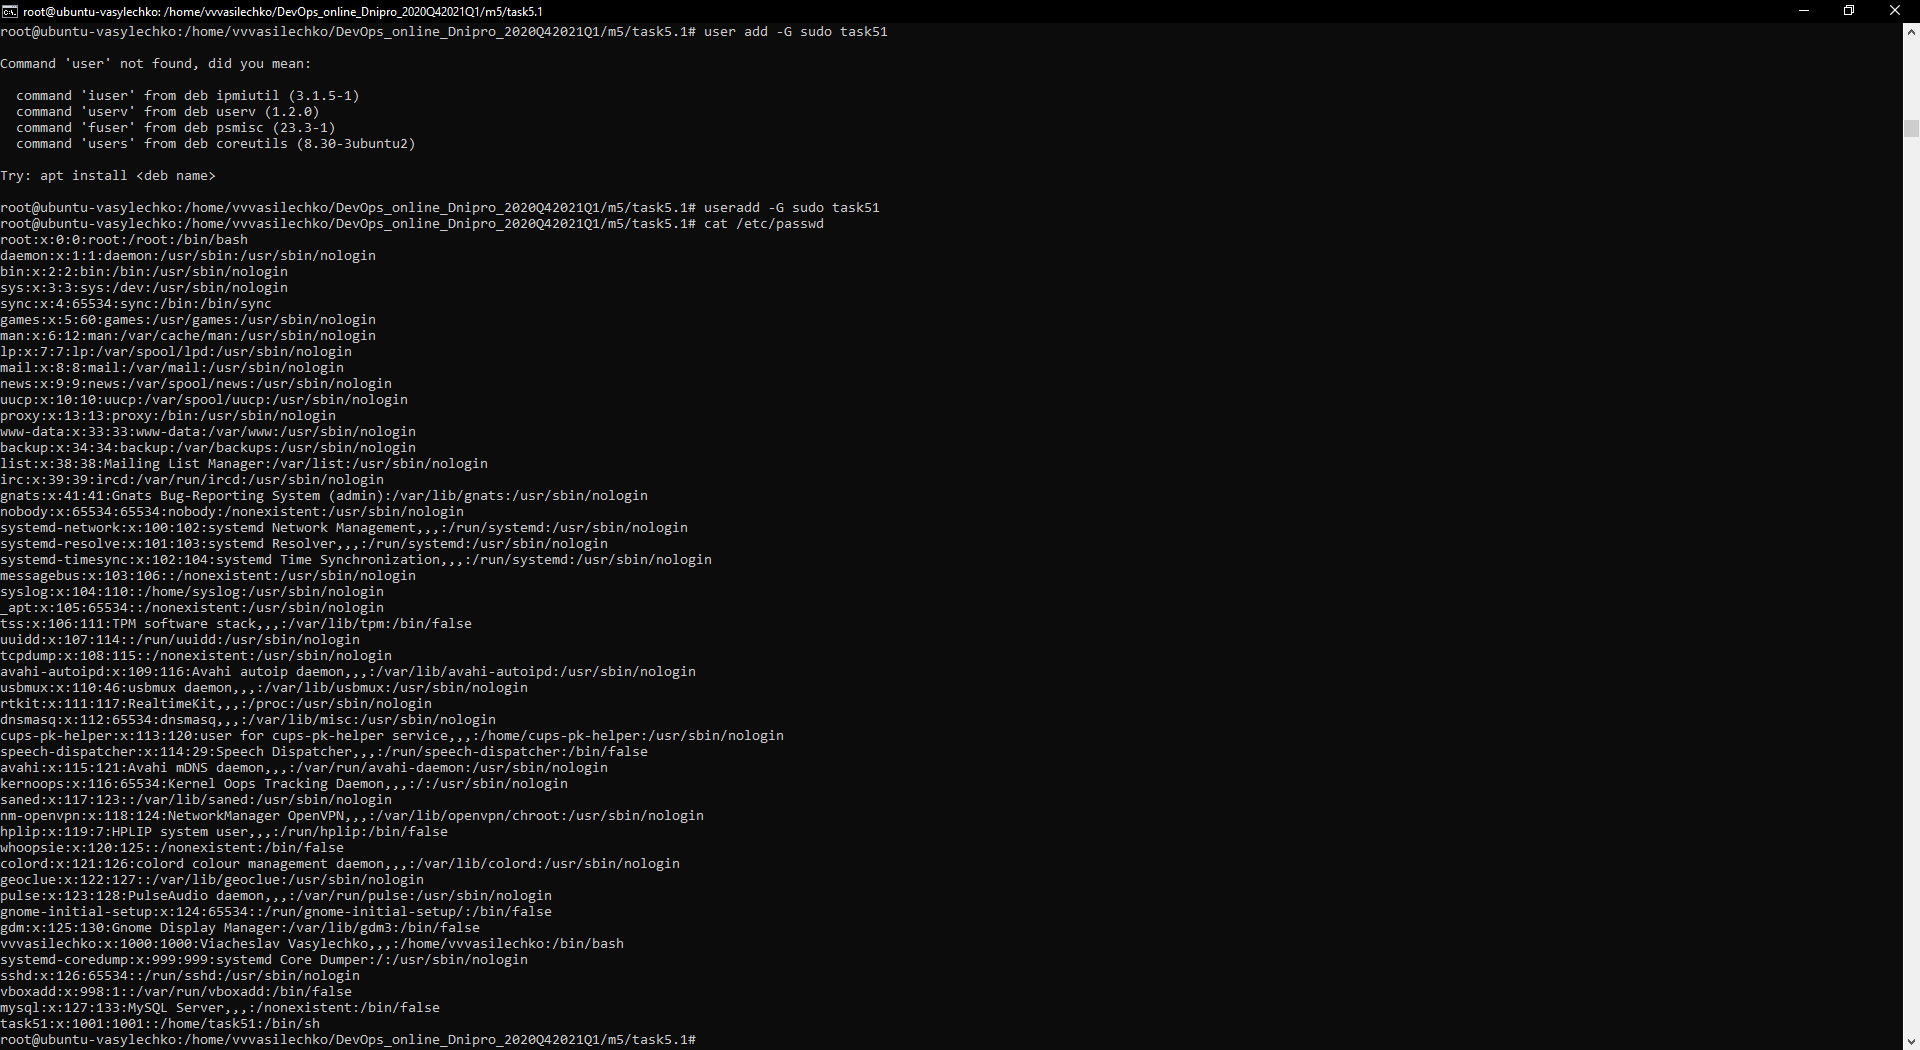 root@ubuntu-vasylechko: /home/vvvasilechko/DevOps_online_Dnipro_2020Q42021Q1/m5/task5.1
root@ubuntu-vasylechko:/home/vvvasilechko/DevOps_online_Dnipro_2020Q42021Q1/m5/task5.1# user add -G sudo task51
Command 'user' not found, did you mean:
command 'iuser' from deb ipmiutil (3.1.5-1)
command 'userv' from deb userv (1.2.0)
command 'fuser' from deb psmisc (23.3-1)
command 'users' from deb coreutils (8.30-3ubuntu2)
Try: apt install <deb name>
root@ubuntu-vasylechko:/home/vvvasilechko/DevOps_online_Dnipro_2020Q42021Q1/m5/task5.1# useradd -G sudo task51
root@ubuntu-vasylechko:/home/vvvasilechko/DevOps_online_Dnipro_2020Q42021Q1/m5/task5.1# cat /etc/passwd
root:x:0:0:root:/root:/bin/bash
daemon:x:1:1:daemon:/usr/sbin:/usr/sbin/nologin
bin:x:2:2:bin:/bin:/usr/sbin/nologin
sys:x:3:3:sys:/dev:/usr/sbin/nologin
sync:x:4:65534:sync:/bin:/bin/sync
games:x:5:60:games:/usr/games:/usr/sbin/nologin
man:x:6:12:man:/var/cache/man:/usr/sbin/nologin
lp:x:7:7:lp:/var/spool/lpd:/usr/sbin/nologin
mail:x:8:8:mail:/var/mail:/usr/sbin/nologin
news:x:9:9:news:/var/spool/news:/usr/sbin/nologin
uucp:x:10:10:uucp:/var/spool/uucp:/usr/sbin/nologin
proxy:x:13:13:proxy:/bin:/usr/sbin/nologin
www-data:x:33:33:www-data:/var/www:/usr/sbin/nologin
backup:x:34:34:backup:/var/backups:/usr/sbin/nologin
list:x:38:38:Mailing List Manager:/var/list:/usr/sbin/nologin
irc:x:39:39:ircd:/var/run/ircd:/usr/sbin/nologin
gnats:x:41:41:Gnats Bug-Reporting System (admin):/var/lib/gnats:/usr/sbin/nologin
nobody:x:65534:65534:nobody:/nonexistent:/usr/sbin/nologin
systemd-network:x:100:102:systemd Network Management,,,:/run/systemd:/usr/sbin/nologin
systemd-resolve:x:101:103:systemd Resolver,,,:/run/systemd:/usr/sbin/nologin
systemd-timesync:x:102:104:systemd Time Synchronization,,,:/run/systemd:/usr/sbin/nologin
messagebus:x:103:106::/nonexistent:/usr/sbin/nologin
syslog:x:104:110::/home/syslog:/usr/sbin/nologin
_apt:x:105:65534::/nonexistent:/usr/sbin/nologin
tss:x:106:111:TPM software stack,,,:/var/lib/tpm:/bin/false
uuidd:x:107:114::/run/uuidd:/usr/sbin/nologin
tcpdump:x:108:115::/nonexistent:/usr/sbin/nologin
avahi-autoipd:x:109:116:Avahi autoip daemon,,,:/var/lib/avahi-autoipd:/usr/sbin/nologin
usbmux:x:110:46:usbmux daemon,,,:/var/lib/usbmux:/usr/sbin/nologin
rtkit:x:111:117:RealtimeKit,,,:/proc:/usr/sbin/nologin
dnsmasq:x:112:65534:dnsmasq,,,:/var/lib/misc:/usr/sbin/nologin
cups-pk-helper:x:113:120:user for cups-pk-helper service,,,:/home/cups-pk-helper:/usr/sbin/nologin
speech-dispatcher:x:114:29:Speech Dispatcher,,,:/run/speech-dispatcher:/bin/false
avahi:x:115:121:Avahi mDNS daemon,,,:/var/run/avahi-daemon:/usr/sbin/nologin
kernoops:x:116:65534:Kernel Oops Tracking Daemon,,,:/:/usr/sbin/nologin
saned:x:117:123::/var/lib/saned:/usr/sbin/nologin
nm-openvpn:x:118:124:NetworkManager OpenVPN,,,:/var/lib/openvpn/chroot:/usr/sbin/nologin
hplip:x:119:7:HPLIP system user,,,:/run/hplip:/bin/false
whoopsie:x:120:125::/nonexistent:/bin/false
colord:x:121:126:colord colour management daemon,,,:/var/lib/colord:/usr/sbin/nologin
geoclue:x:122:127::/var/lib/geoclue:/usr/sbin/nologin
pulse:x:123:128:PulseAudio daemon,,,:/var/run/pulse:/usr/sbin/nologin
gnome-initial-setup:x:124:65534::/run/gnome-initial-setup/:/bin/false
gdm:x:125:130:Gnome Display Manager:/var/lib/gdm3:/bin/false
vvvasilechko:x:1000:1000:Viacheslav Vasylechko,,,:/home/vvvasilechko:/bin/bash
systemd-coredump:x:999:999:systemd Core Dumper:/:/usr/sbin/nologin
sshd:x:126:65534::/run/sshd:/usr/sbin/nologin
vboxadd:x:998:1::/var/run/vboxadd:/bin/false
mysql:x:127:133:MySQL Server,,,:/nonexistent:/bin/false
task51:x:1001:1001::/home/task51:/bin/sh
root@ubuntu-vasylechko:/home/vvvasilechko/DevOps_online_Dnipro_2020Q42021Q1/m5/task5.1#